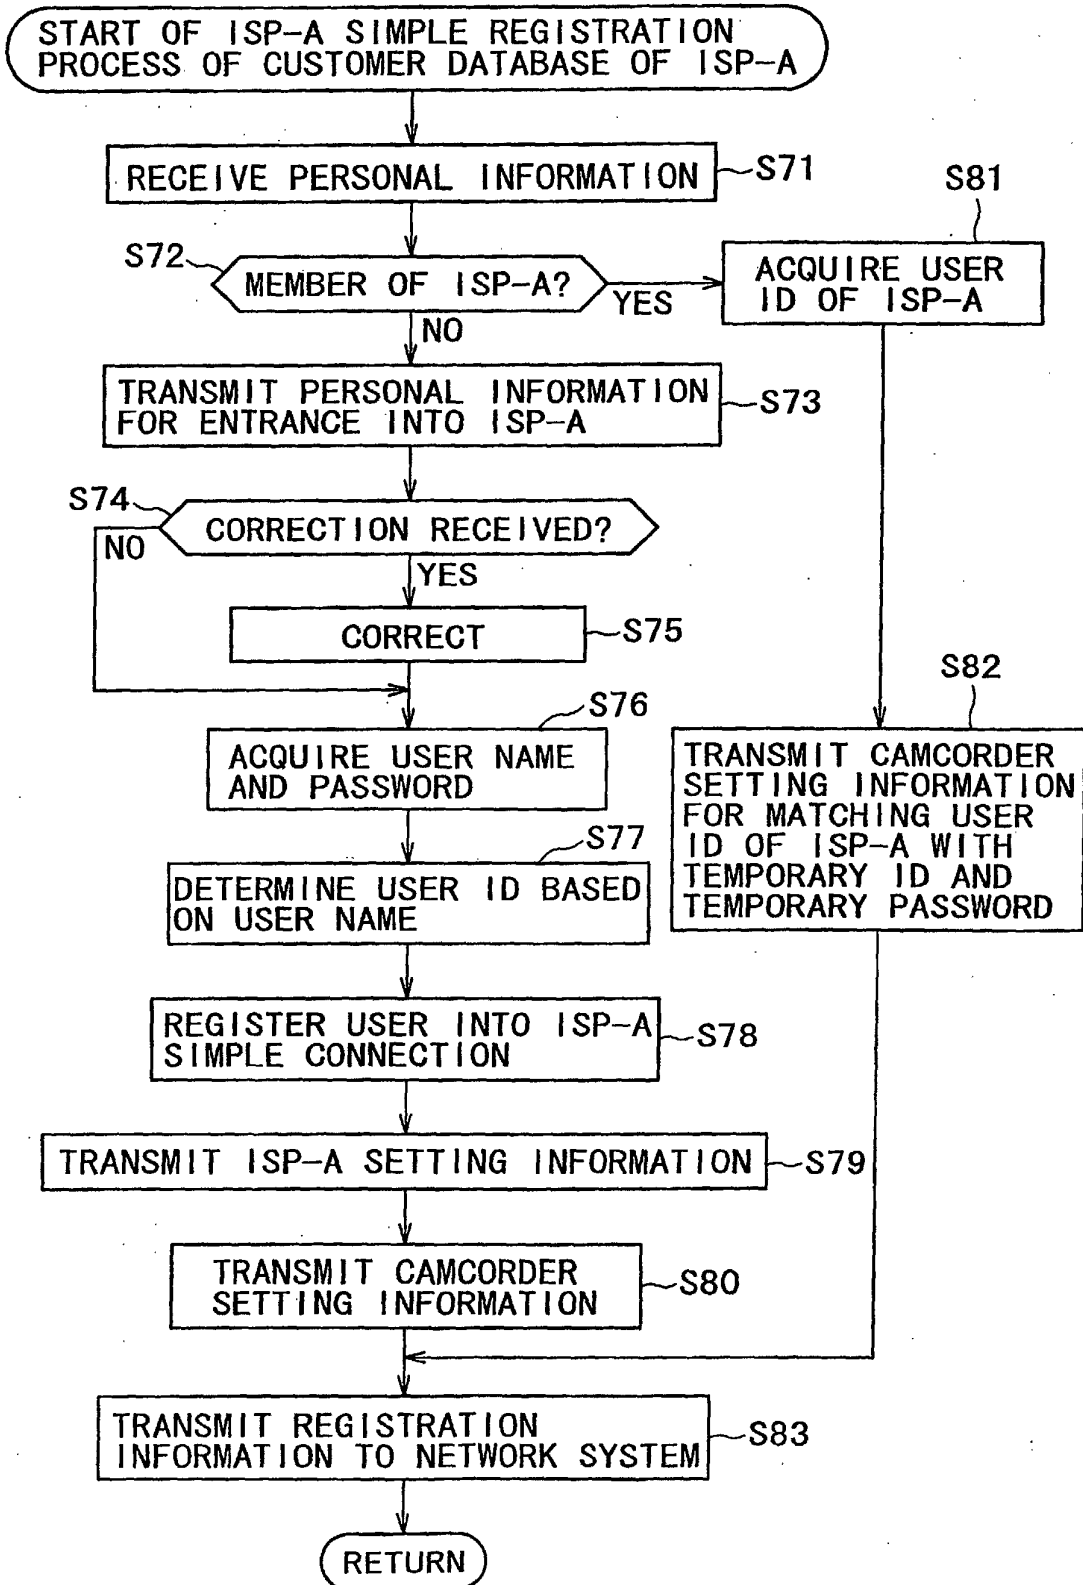 START OF ISP-A SIMPLE REGISTRATION
PROCESS OF CUSTOMER DATABASE OF ISP-A
RECEIVE PERSONAL INFORMATION
S71
S81
S72
MEMBER OF ISP-A?
YES
NO
ACQUIRE USER
ID OF ISP-A
TRANSMIT PERSONAL INFORMATION
FOR ENTRANCE INTO ISP-A
S73
S74
CORRECTION RECEIVED?
NO
YES
CORRECT
S75
S82
S76
ACQUIRE USER NAME
AND PASSWORD
TRANSMIT CAMCORDER
SETTING INFORMATION
FOR MATCHING USER
ID OF ISP-A WITH
TEMPORARY ID AND
TEMPORARY PASSWORD
S77
DETERMINE USER ID BASED
ON USER NAME
REGISTER USER INTO ISP-A
SIMPLE CONNECTION
S78
TRANSMIT ISP-A SETTING INFORMATION
S79
TRANSMIT CAMCORDER
SETTING INFORMATION
S80
TRANSMIT REGISTRATION
INFORMATION TO NETWORK SYSTEM
S83
RETURN